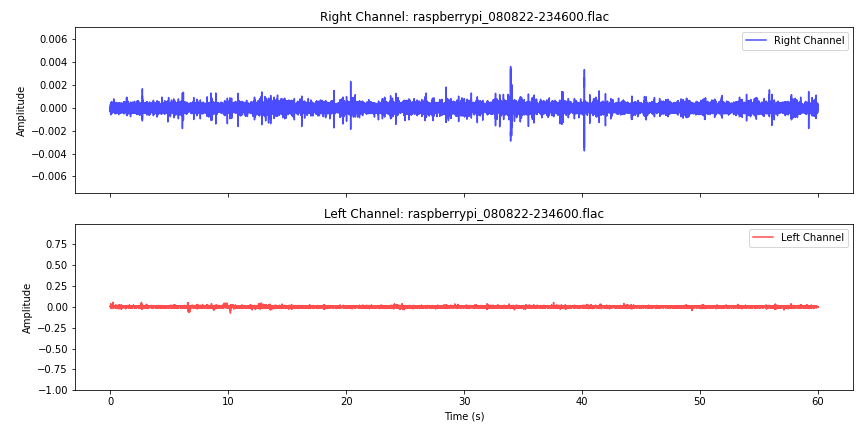 Right Channel: raspberrypi_080822-234600.flac
Right Channel
0.006
0.004
0.002
0.000
−0.002
−0.004
−0.006
Amplitude
Left Channel: raspberrypi_080822-234600.flac
Left Channel
0.75
0.50
0.25
0.00
−0.25
−0.50
−0.75
−1.00
Amplitude
0 10 20 30 40 50 60
Time (s)